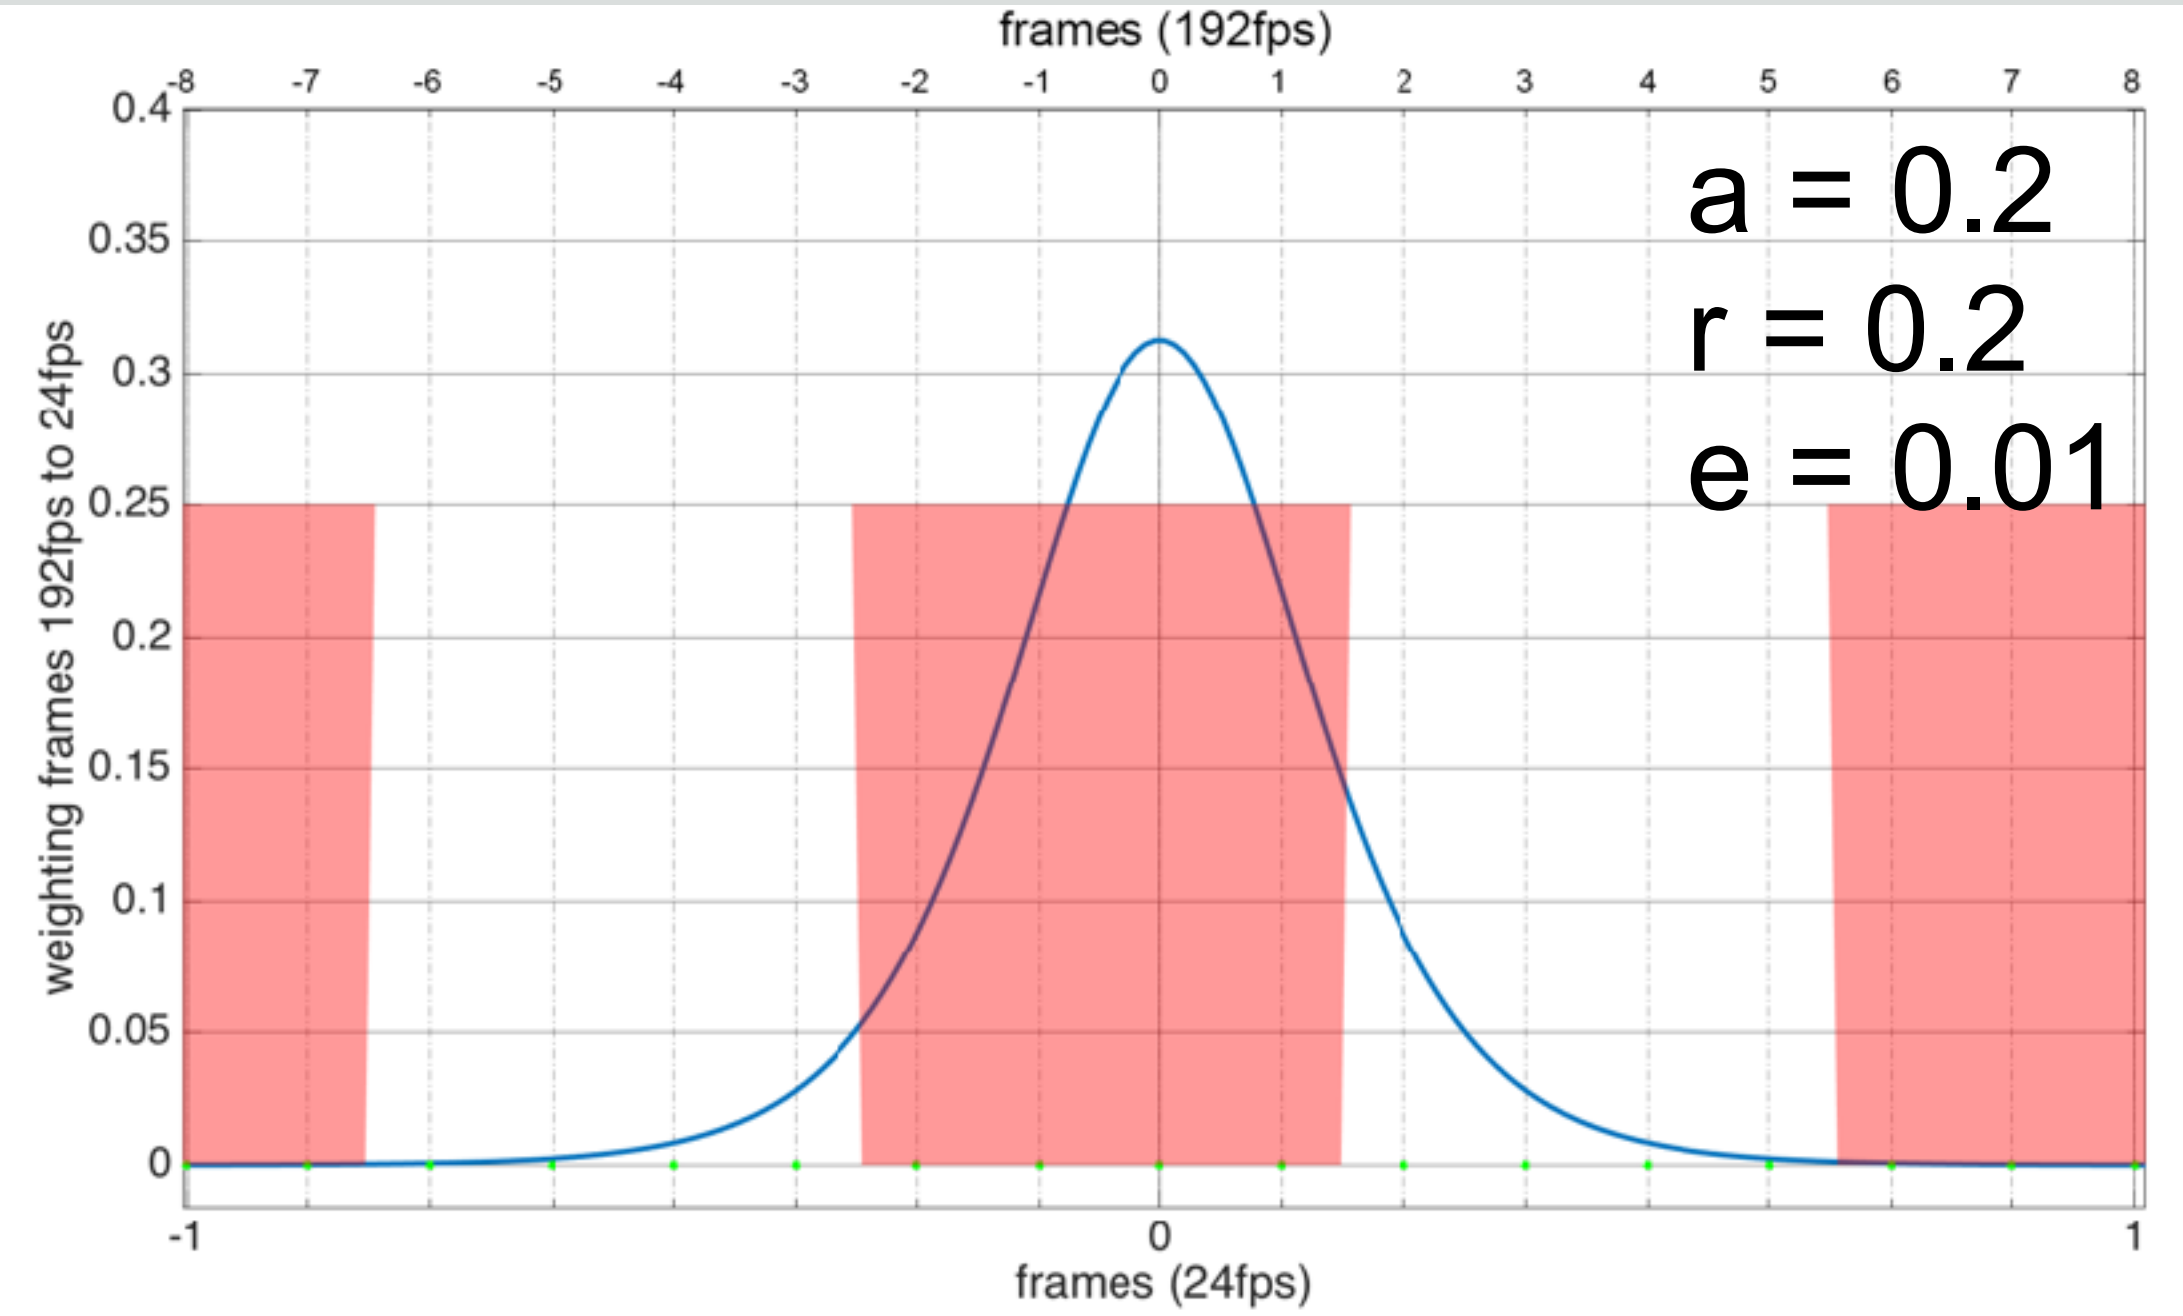 frames (192fps)
-8 -7 -6 -5 -4 -3 -2 -1 0 1 2 3 4 5 6 7 8
0.4
0.35
0.3
0.25
0.2
0.15
0.1
0.05
0
weighting frames 192fps to 24fps
a = 0.2
r = 0.2
e = 0.01
-1 0 1
frames (24fps)